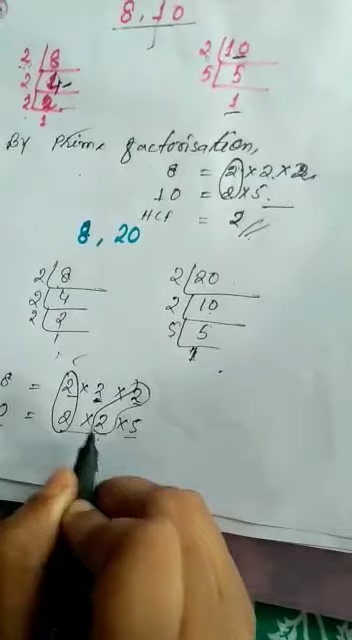 8, 10
2 8 2 10
2 4 5 5
2 2 1
1
By Prime factorisation,
8 = 2 × 2 × 2
10 = 2 × 5
HCF = 2 //
8, 20
2 8 2 20
2 4 2 10
2 2 5 5
1 1
8 = 2 × 2 × 2
0 = 2 × 2 × 5